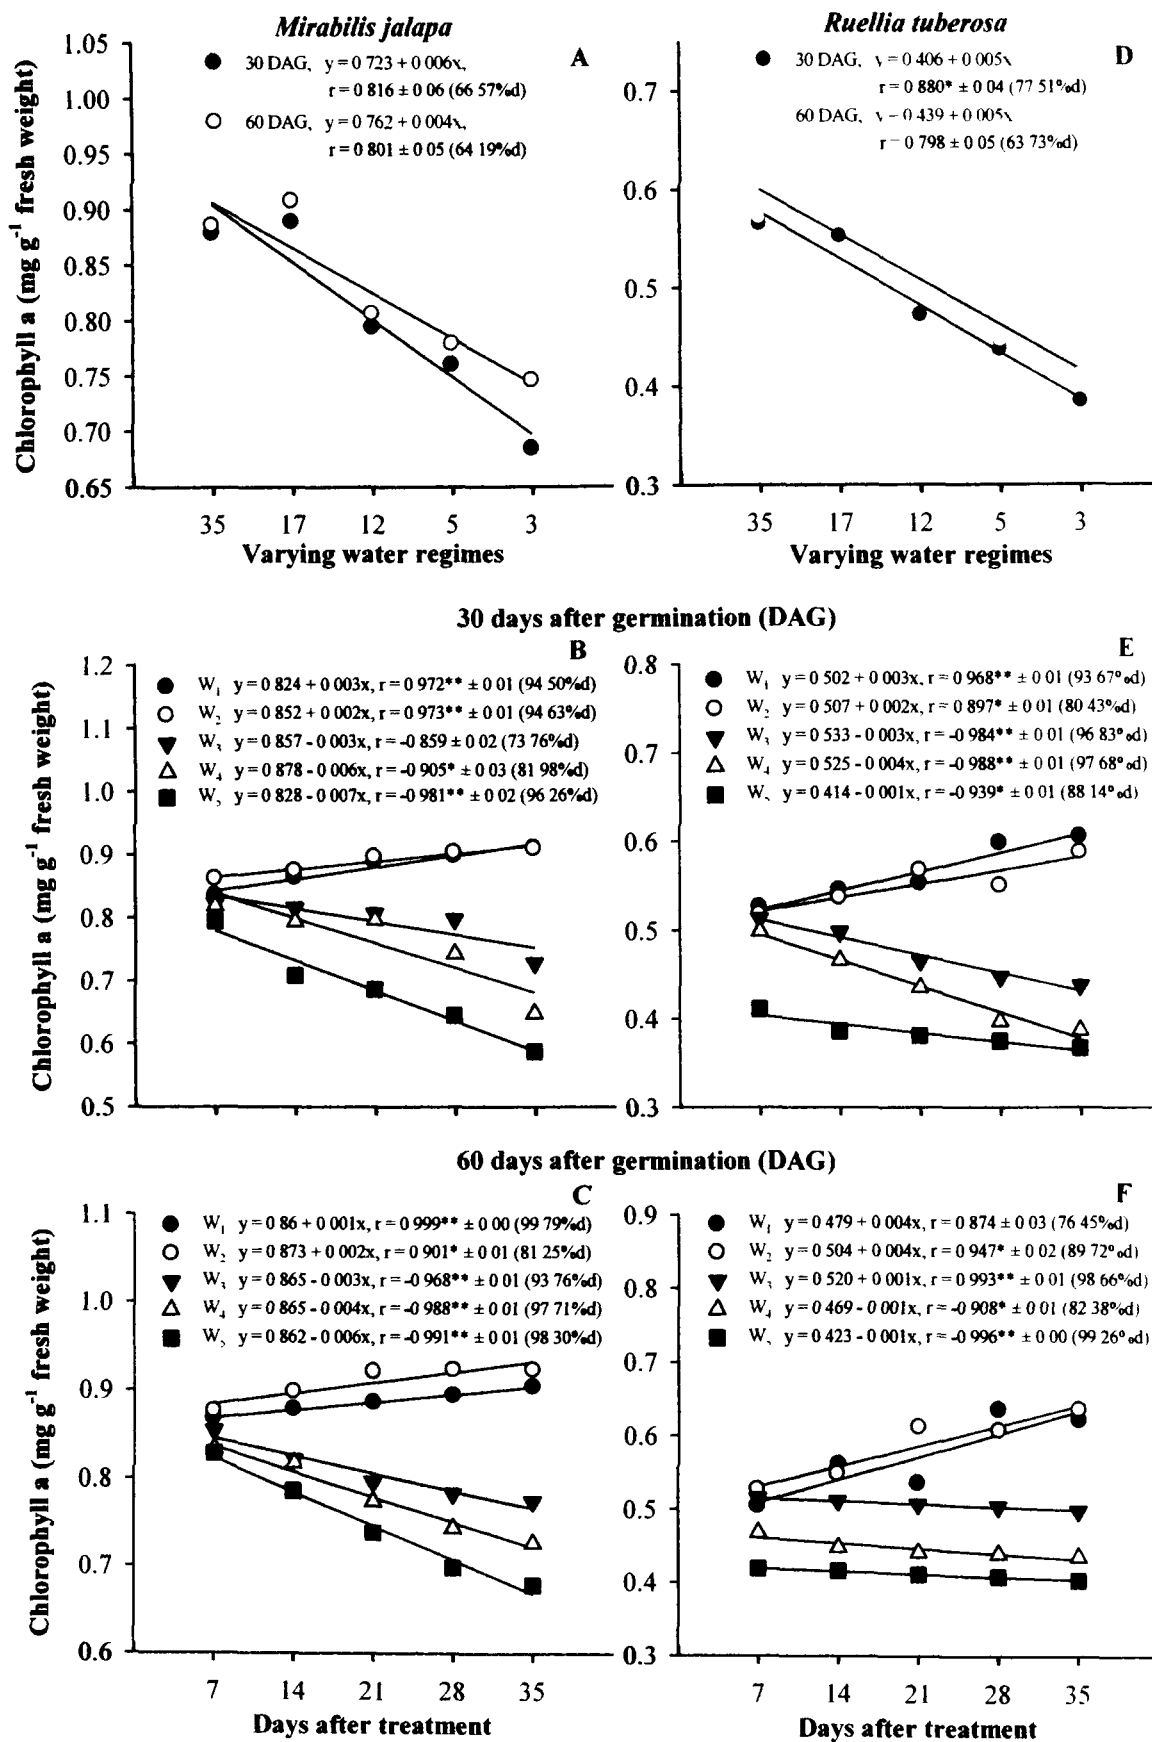 Mirabilis jalapa
Ruellia tuberosa
A
30 DAG, y = 0 723 + 0 006x,
r = 0 816 ± 0 06 (66 57%d)
60 DAG, y = 0 762 + 0 004x,
r = 0 801 ± 0 05 (64 19%d)
Chlorophyll a (mg g⁻¹ fresh weight)
1.05
1.00
0.95
0.90
0.85
0.80
0.75
0.70
0.65
35 17 12 5 3
Varying water regimes
D
30 DAG, y = 0 406 + 0 005x
r = 0 880* ± 0 04 (77 51%d)
60 DAG, y – 0 439 + 0 005x
r = 0 798 ± 0 05 (63 73%d)
0.7
0.6
0.5
0.4
0.3
35 17 12 5 3
Varying water regimes
30 days after germination (DAG)
B
W₁ y = 0 824 + 0 003x, r = 0 972** ± 0 01 (94 50%d)
W₂ y = 0 852 + 0 002x, r = 0 973** ± 0 01 (94 63%d)
W₃ y = 0 857 - 0 003x, r = -0 859 ± 0 02 (73 76%d)
W₄ y = 0 878 - 0 006x, r = -0 905* ± 0 03 (81 98%d)
W y = 0 828 - 0 007x, r = -0 981** ± 0 02 (96 26%d)
Chlorophyll a (mg g⁻¹ fresh weight)
1.2
1.1
1.0
0.9
0.8
0.7
0.6
0.5
E
W₁ y = 0 502 + 0 003x, r = 0 968** ± 0 01 (93 67%d)
W₂ y = 0 507 + 0 002x, r = 0 897* ± 0 01 (80 43%d)
W₃ y = 0 533 - 0 003x, r = -0 984** ± 0 01 (96 83%d)
W₄ y = 0 525 - 0 004x, r = -0 988** ± 0 01 (97 68%d)
W y = 0 414 - 0 001x, r = -0 939* ± 0 01 (88 14%d)
0.8
0.7
0.6
0.5
0.4
0.3
60 days after germination (DAG)
C
W₁ y = 0 86 + 0 001x, r = 0 999** ± 0 00 (99 79%d)
W₂ y = 0 873 + 0 002x, r = 0 901* ± 0 01 (81 25%d)
W₃ y = 0 865 - 0 003x, r = -0 968** ± 0 01 (93 76%d)
W₄ y = 0 865 - 0 004x, r = -0 988** ± 0 01 (97 71%d)
W y = 0 862 - 0 006x, r = -0 991** ± 0 01 (98 30%d)
Chlorophyll a (mg g⁻¹ fresh weight)
1.1
1.0
0.9
0.8
0.7
0.6
7 14 21 28 35
Days after treatment
F
W₁ y = 0 479 + 0 004x, r = 0 874 ± 0 03 (76 45%d)
W₂ y = 0 504 + 0 004x, r = 0 947* ± 0 02 (89 72%d)
W₃ y = 0 520 + 0 001x, r = 0 993** ± 0 01 (98 66%d)
W₄ y = 0 469 - 0 001x, r = -0 908* ± 0 01 (82 38%d)
W y = 0 423 - 0 001x, r = -0 996** ± 0 00 (99 26%d)
0.9
0.8
0.7
0.6
0.5
0.4
0.3
7 14 21 28 35
Days after treatment